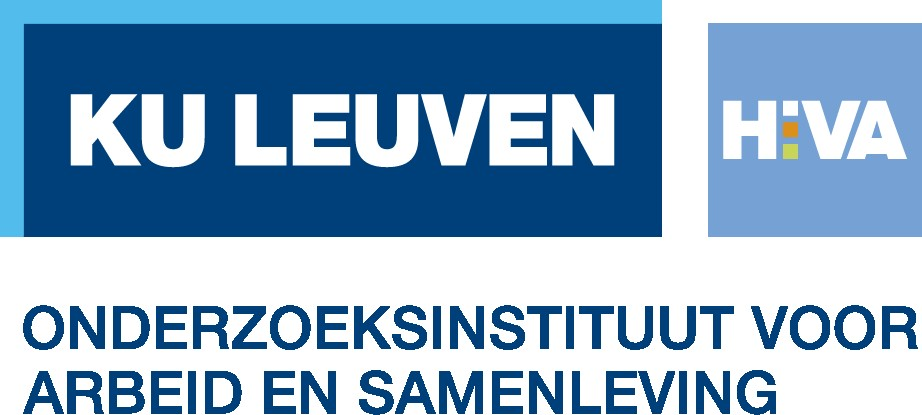 KU LEUVEN
HiVA
ONDERZOEKSINSTITUUT VOOR
ARBEID EN SAMENLEVING